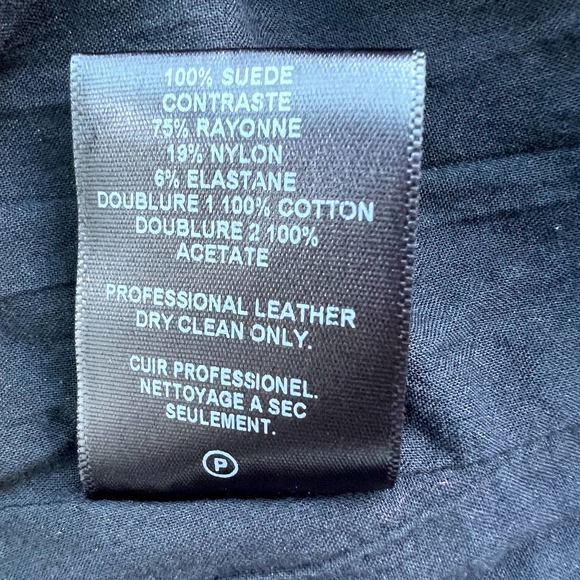 100% SUEDE
CONTRASTE
75% RAYONNE
19% NYLON
6% ELASTANE
DOUBLURE 1 100% COTTON
DOUBLURE 2 100%
ACETATE
PROFESSIONAL LEATHER
DRY CLEAN ONLY.
CUIR PROFESSIONEL.
NETTOYAGE A SEC
SEULEMENT.
P